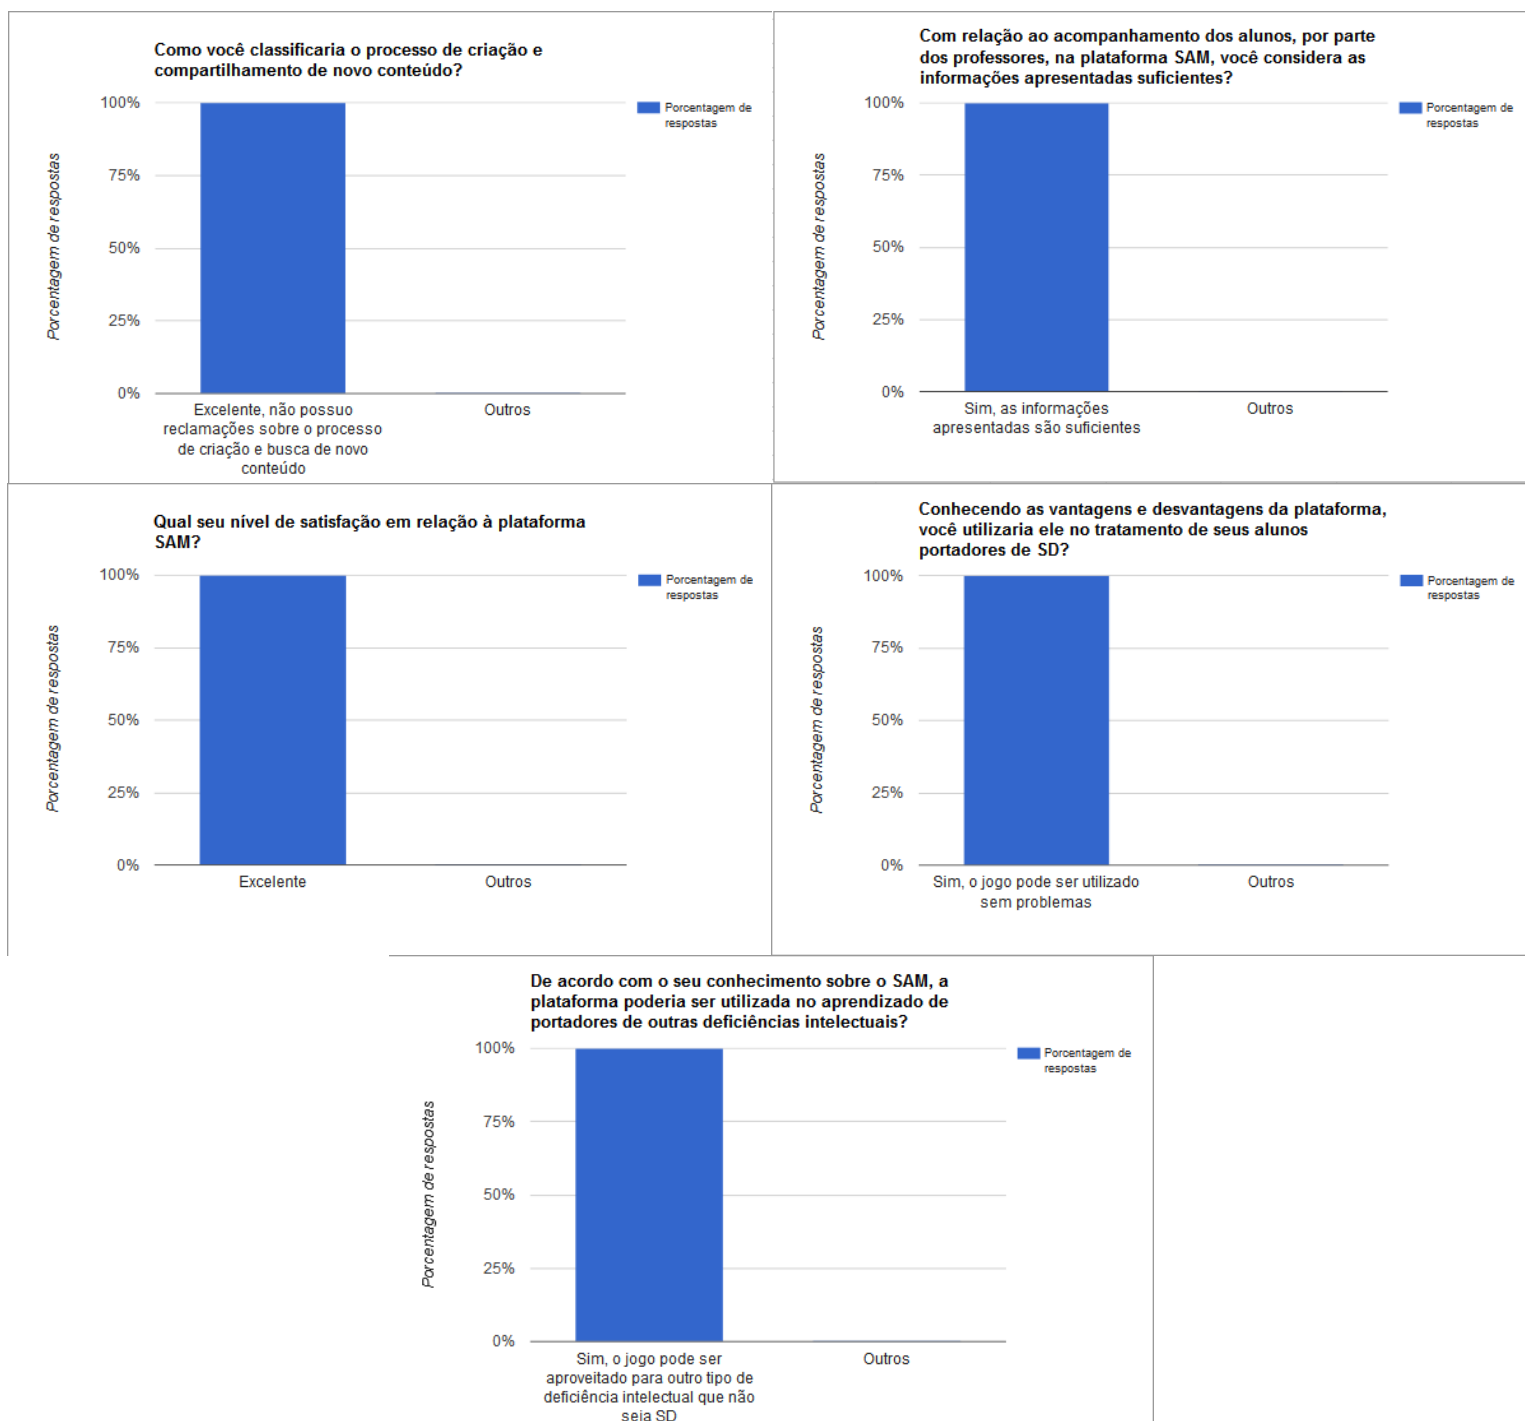 Como você classificaria o processo de criação e
compartilhamento de novo conteúdo?
100%
75%
50%
25%
0%
Porcentagem de respostas
Porcentagem de
respostas
Excelente, não possuo
reclamações sobre o processo
de criação e busca de novo
conteúdo
Outros
Com relação ao acompanhamento dos alunos, por parte
dos professores, na plataforma SAM, você considera as
informações apresentadas suficientes?
100%
75%
50%
25%
0%
Porcentagem de respostas
Porcentagem de
respostas
Sim, as informações
apresentadas são suficientes
Outros
Qual seu nível de satisfação em relação à plataforma
SAM?
100%
75%
50%
25%
0%
Porcentagem de respostas
Porcentagem de
respostas
Excelente
Outros
Conhecendo as vantagens e desvantagens da plataforma,
você utilizaria ele no tratamento de seus alunos
portadores de SD?
100%
75%
50%
25%
0%
Porcentagem de respostas
Porcentagem de
respostas
Sim, o jogo pode ser utilizado
sem problemas
Outros
De acordo com o seu conhecimento sobre o SAM, a
plataforma poderia ser utilizada no aprendizado de
portadores de outras deficiências intelectuais?
100%
75%
50%
25%
0%
Porcentagem de respostas
Porcentagem de
respostas
Sim, o jogo pode ser
aproveitado para outro tipo de
deficiência intelectual que não
seja SD
Outros